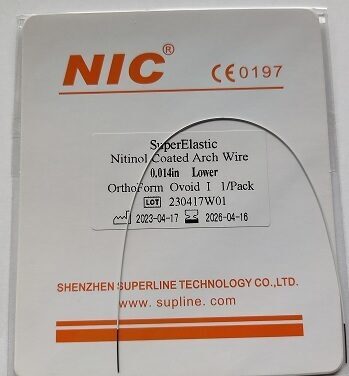 NIC®
CE0197
SuperElastic
Nitinol Coated Arch Wire
0.014in Lower
OrthoForm Ovoid I 1/Pack
LOT 230417W01
2023-04-17 2026-04-16
SHENZHEN SUPERLINE TECHNOLOGY CO.,LTD.
www. supline. com